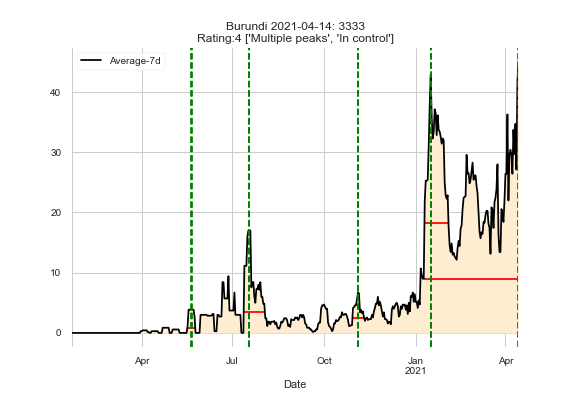 Burundi 2021-04-14: 3333
Rating:4 ['Multiple peaks', 'In control']
Average-7d
40
30
20
10
0
Apr
Jul
Oct
Jan
2021
Apr
Date